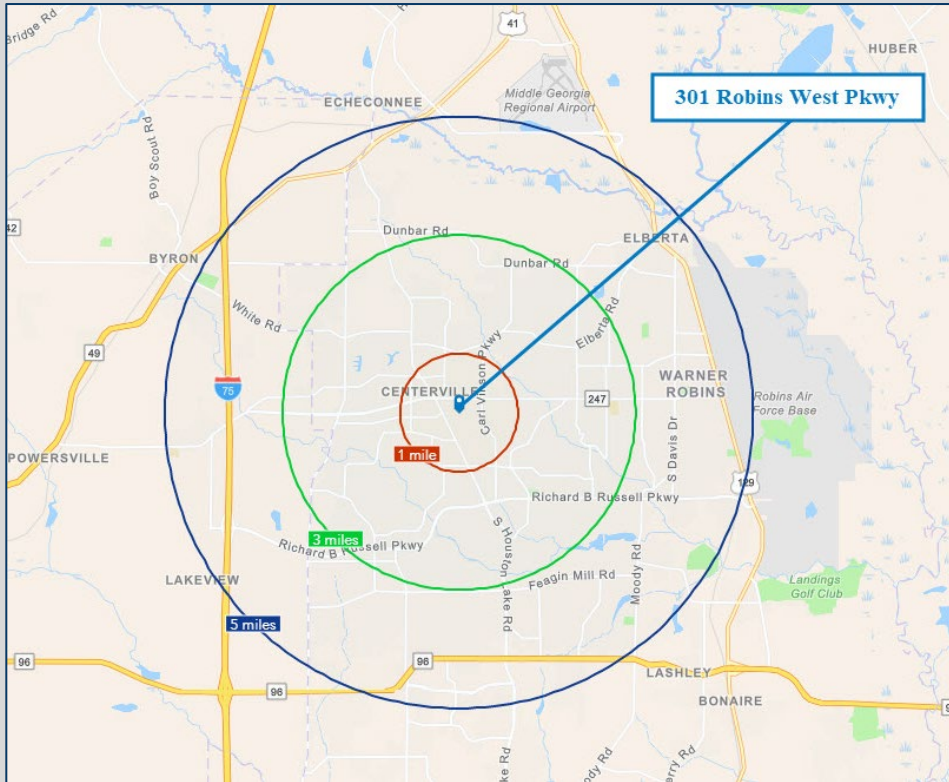 Bridge Rd
41
HUBER
Middle Georgia
Regional Airport
301 Robins West Pkwy
ECHECONNEE
Boy Scout Rd
42
Dunbar Rd
ELBERTA
BYRON
Dunbar Rd
White Rd
Elberta Rd
49
75
Carl Vinson Pkwy
CENTERVILLE
247
WARNER
ROBINS
Robins Air
Force Base
S Davis Dr
POWERSVILLE
1 mile
129
Richard B Russell Pkwy
3 miles
Richard B Russell Pkwy
S Houston Lake Rd
Moody Rd
Feagin Mill Rd
LAKEVIEW
Landings
Golf Club
5 miles
96
96
96
LASHLEY
BONAIRE